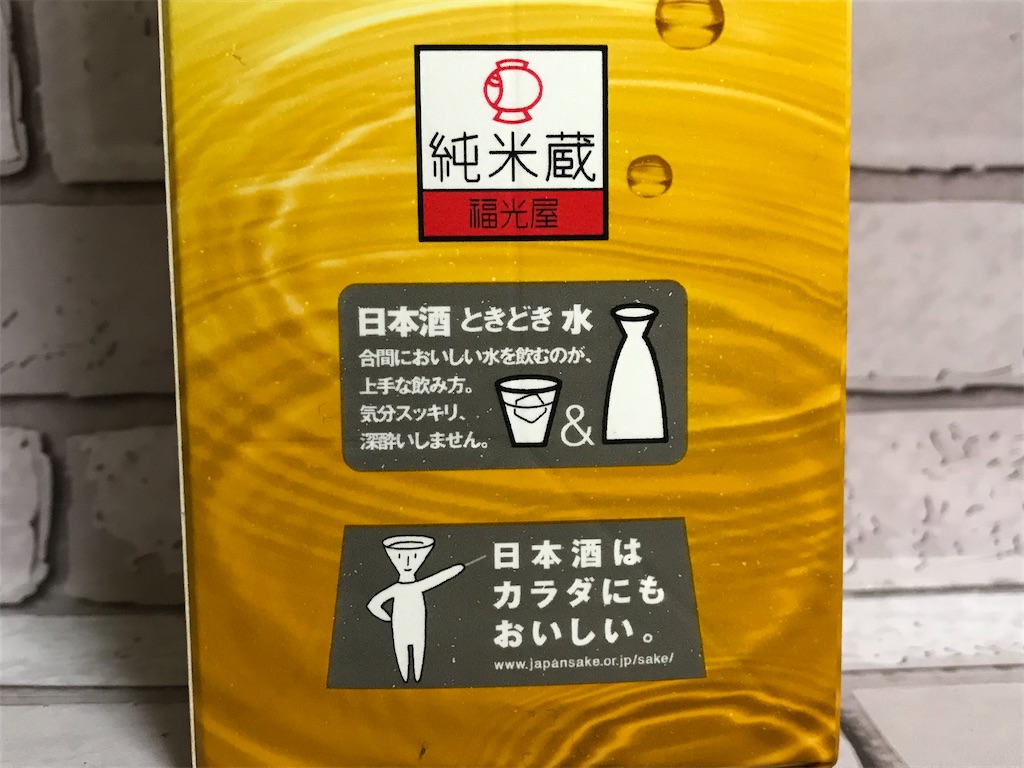 純米蔵
福光屋
日本酒 ときどき 水
合間においしい水を飲むのが、
上手な飲み方。
気分スッキリ、
深酔いしません。
&
日本酒は
カラダにも
おいしい。
www.japansake.or.jp/sake/